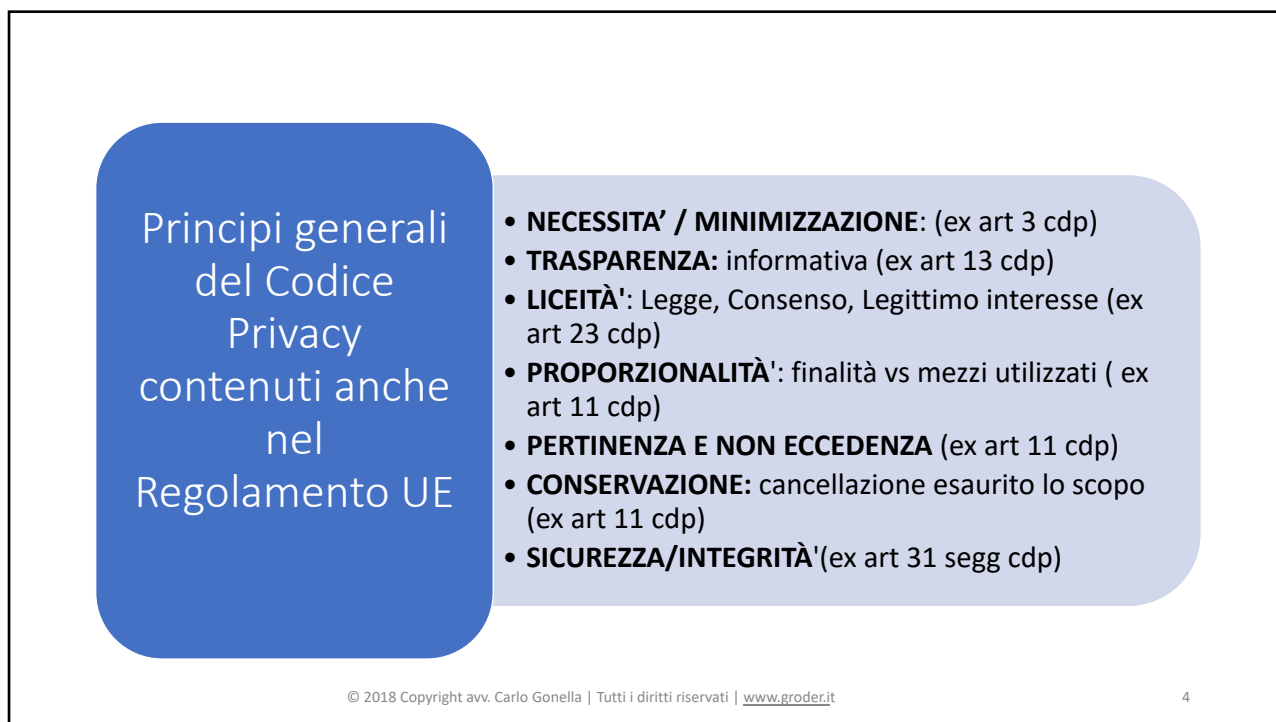 Principi generali
del Codice
Privacy
contenuti anche
nel
Regolamento UE
• NECESSITA’ / MINIMIZZAZIONE: (ex art 3 cdp)
• TRASPARENZA: informativa (ex art 13 cdp)
• LICEITÀ': Legge, Consenso, Legittimo interesse (ex
art 23 cdp)
• PROPORZIONALITÀ': finalità vs mezzi utilizzati ( ex
art 11 cdp)
• PERTINENZA E NON ECCEDENZA (ex art 11 cdp)
• CONSERVAZIONE: cancellazione esaurito lo scopo
(ex art 11 cdp)
• SICUREZZA/INTEGRITÀ'(ex art 31 segg cdp)
© 2018 Copyright avv. Carlo Gonella | Tutti i diritti riservati | www.groder.it
4